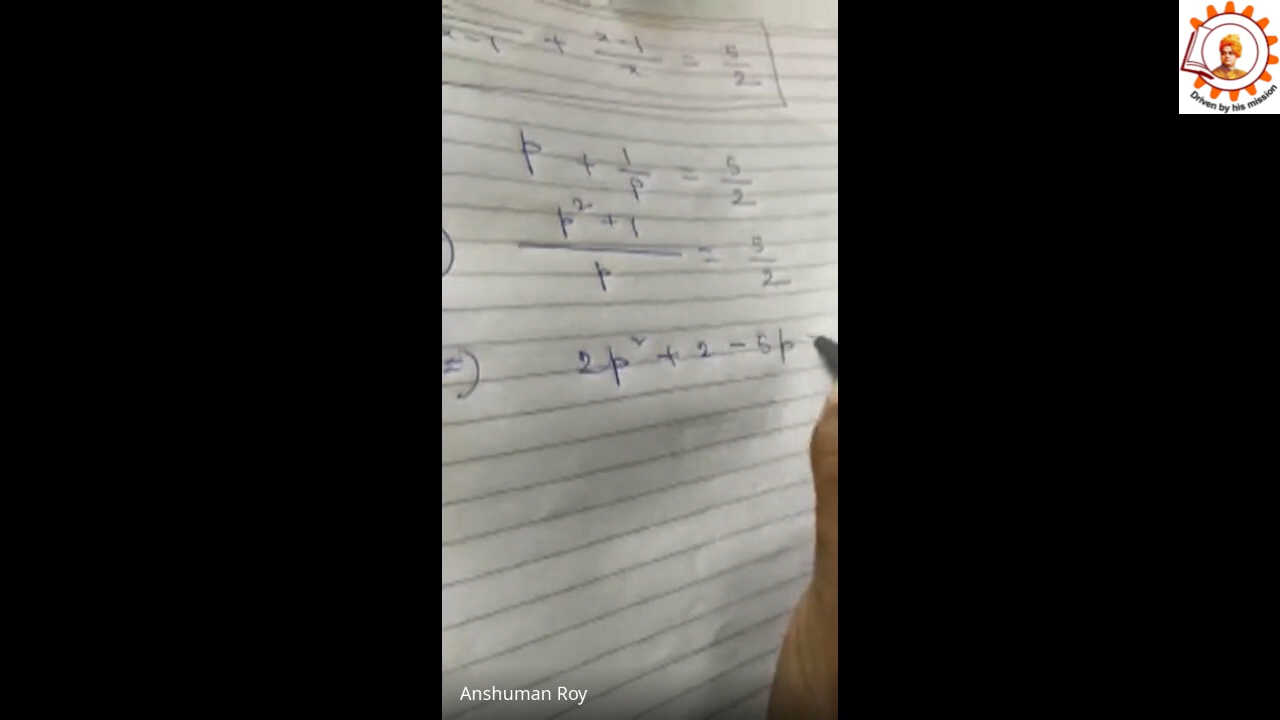 x-1 + x-1/x = 5/2
p + 1/p = 5/2
p² + 1
) ――― = 5/2
p
=) 2p² + 2 - 5p =
Anshuman Roy
Driven by his mission